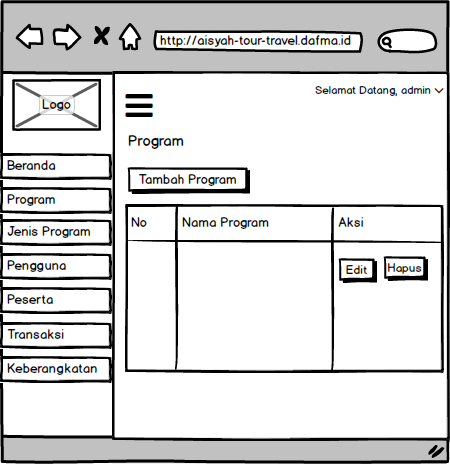 http://aisyah-tour-travel.dafma.id
Logo
Selamat Datang, admin
Program
Tambah Program
Beranda
Program
Jenis Program
Pengguna
Peserta
Transaksi
Keberangkatan
No Nama Program Aksi
Edit Hapus